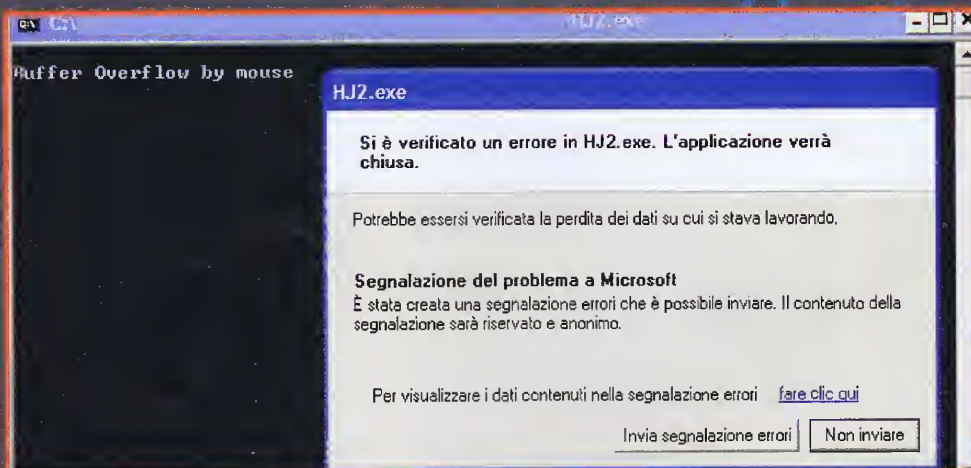 C:\
HJ2.exe
Buffer Overflow by mouse
HJ2.exe
Si è verificato un errore in HJ2.exe. L'applicazione verrà
chiusa.
Potrebbe essersi verificata la perdita dei dati su cui si stava lavorando.
Segnalazione del problema a Microsoft
È stata creata una segnalazione errori che è possibile inviare. Il contenuto della
segnalazione sarà riservato e anonimo.
Per visualizzare i dati contenuti nella segnalazione errori fare clic qui
Invia segnalazione errori Non inviare